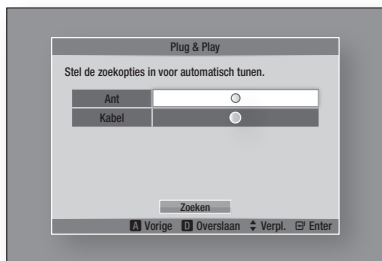 Plug & Play
Stel de zoekopties in voor automatisch tunen.
Ant
Kabel
Zoeken
A Vorige D Overslaan Verpl. Enter